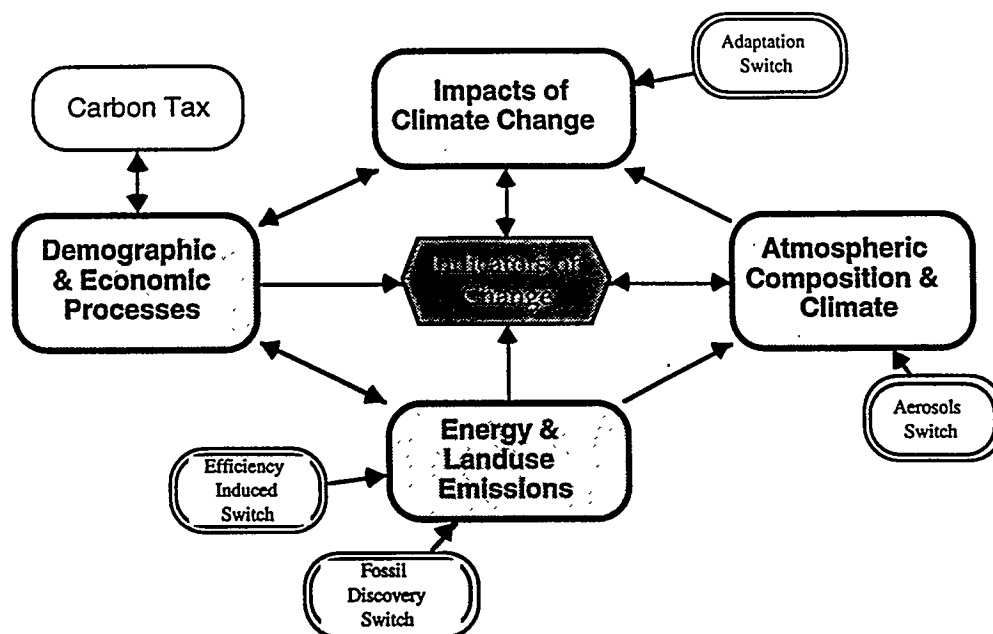 Adaptation
Switch
Impacts of
Climate Change
Carbon Tax
Demographic
& Economic
Processes
Indicators of
Change
Atmospheric
Composition &
Climate
Aerosols
Switch
Energy &
Landuse
Emissions
Efficiency
Induced
Switch
Fossil
Discovery
Switch